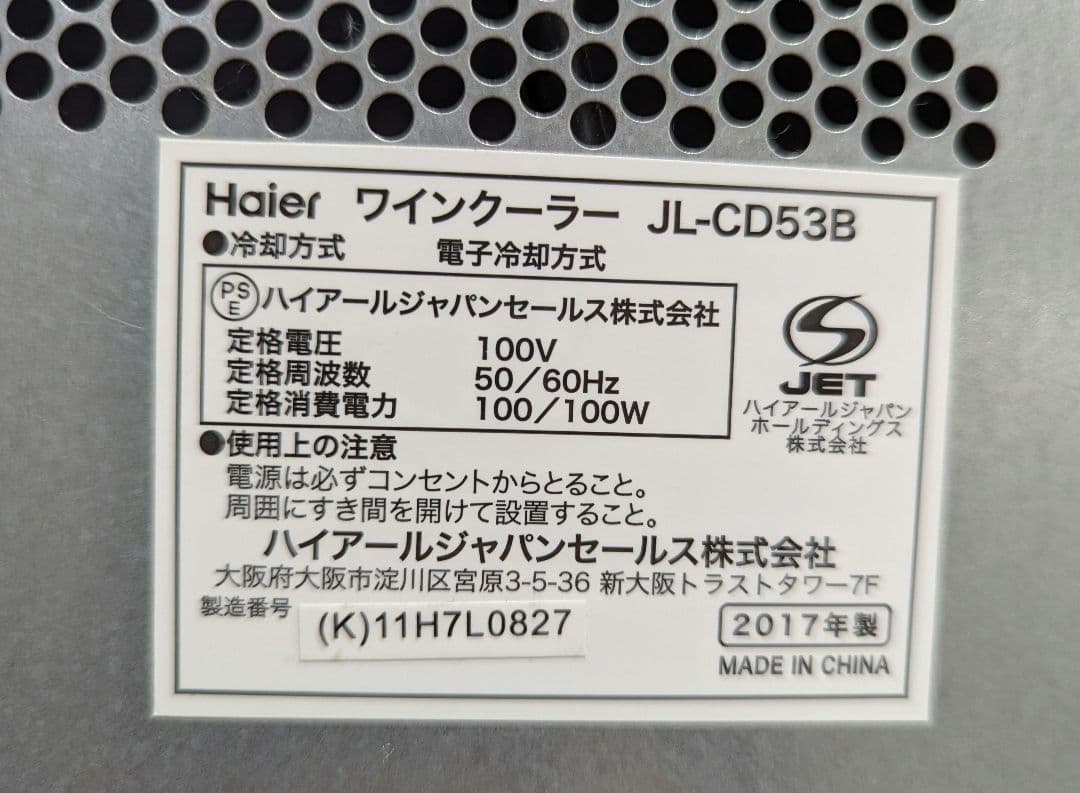 Haier ワインクーラー JL-CD53B
●冷却方式 電子冷却方式
PSE ハイアールジャパンセールス株式会社
定格電圧 100V
定格周波数 50／60Hz
定格消費電力 100／100W
JET
ハイアールジャパン
ホールディングス
株式会社
●使用上の注意
電源は必ずコンセントからとること。
周囲にすき間を開けて設置すること。
ハイアールジャパンセールス株式会社
大阪府大阪市淀川区宮原3-5-36 新大阪トラストタワー7F
製造番号 (K)11H7L0827
2017年製
MADE IN CHINA